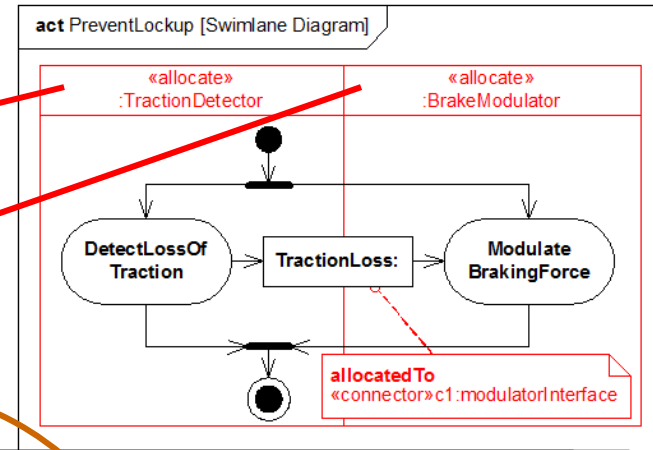 act PreventLockup [Swimlane Diagram]
«allocate»
:TractionDetector
«allocate»
:BrakeModulator
DetectLossOf
Traction
TractionLoss:
Modulate
BrakingForce
allocatedTo
«connector»c1:modulatorInterface